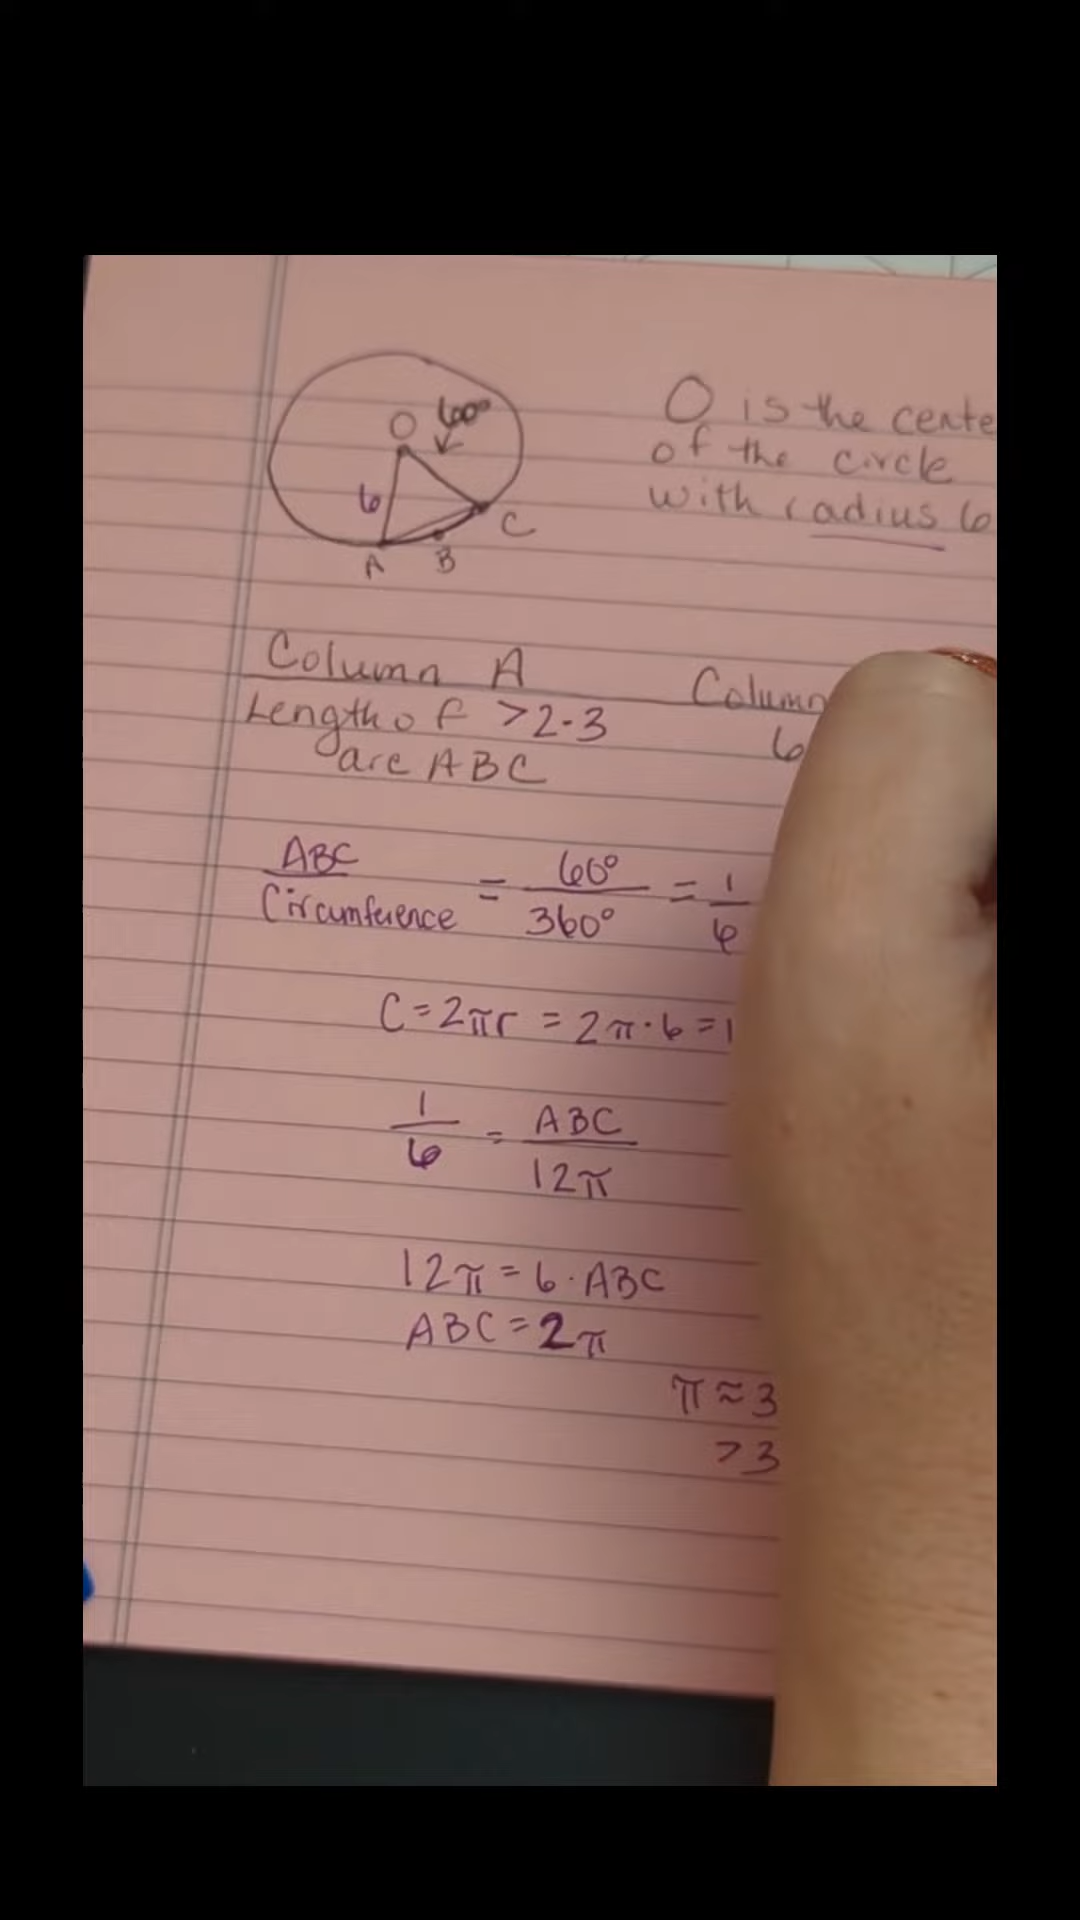 O 60°
6
C
A B
O is the cente
of the circle
with radius 6
Column A
Column
Length of >2·3
6
arc ABC
ABC
Circumference = 60°/360° = 1/6
C = 2πr = 2π·6 = 1
1/6 = ABC/12π
12π = 6·ABC
ABC = 2π
π ≈ 3
>3